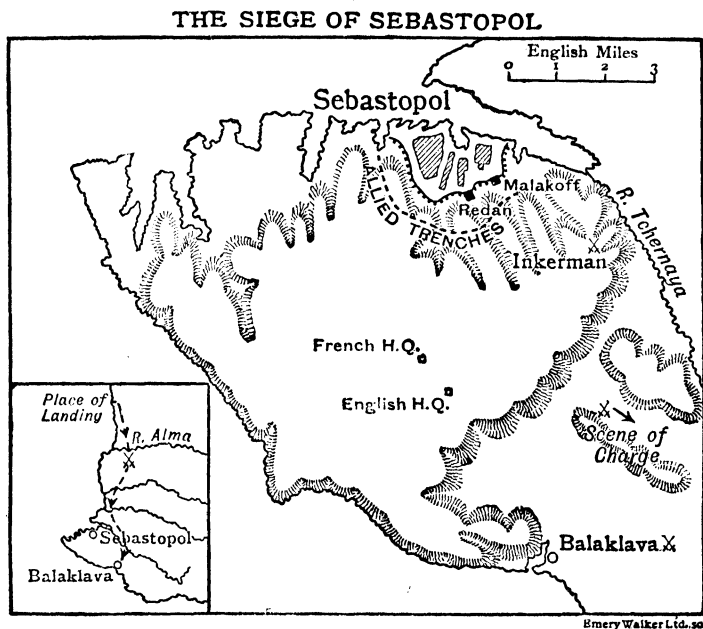 THE SIEGE OF SEBASTOPOL
English Miles
0 1 2 3
Sebastopol
Malakoff
Redan
ALLIED TRENCHES
R. Tchernaya
Inkerman
French H.Q.
English H.Q.
Scene of
Charge
Balaklava
Place of
Landing
R. Alma
Sebastopol
Balaklava
Emery Walker Ltd. sc